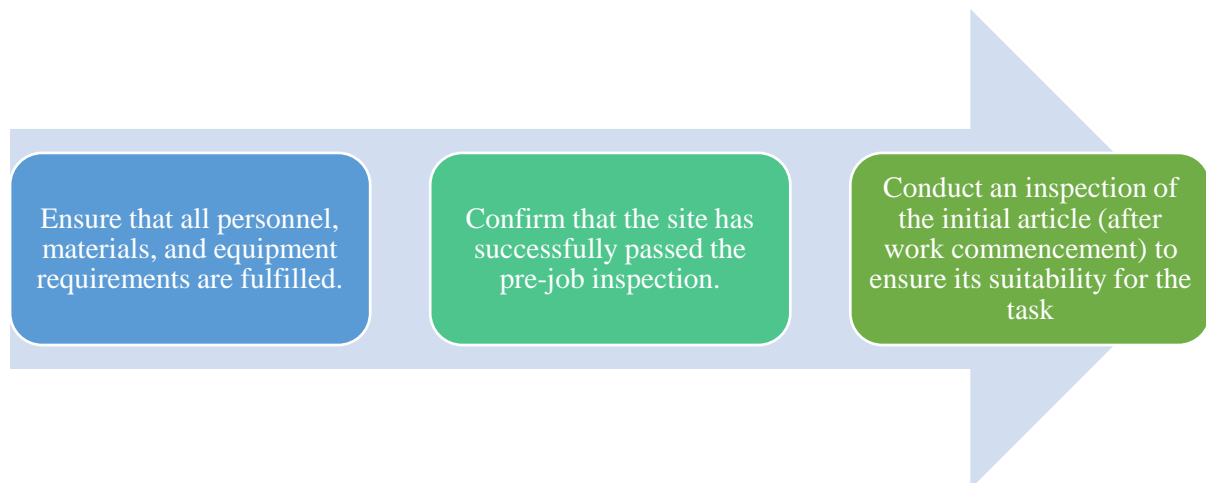 Ensure that all personnel,
materials, and equipment
requirements are fulfilled.
Confirm that the site has
successfully passed the
pre-job inspection.
Conduct an inspection of
the initial article (after
work commencement) to
ensure its suitability for the
task